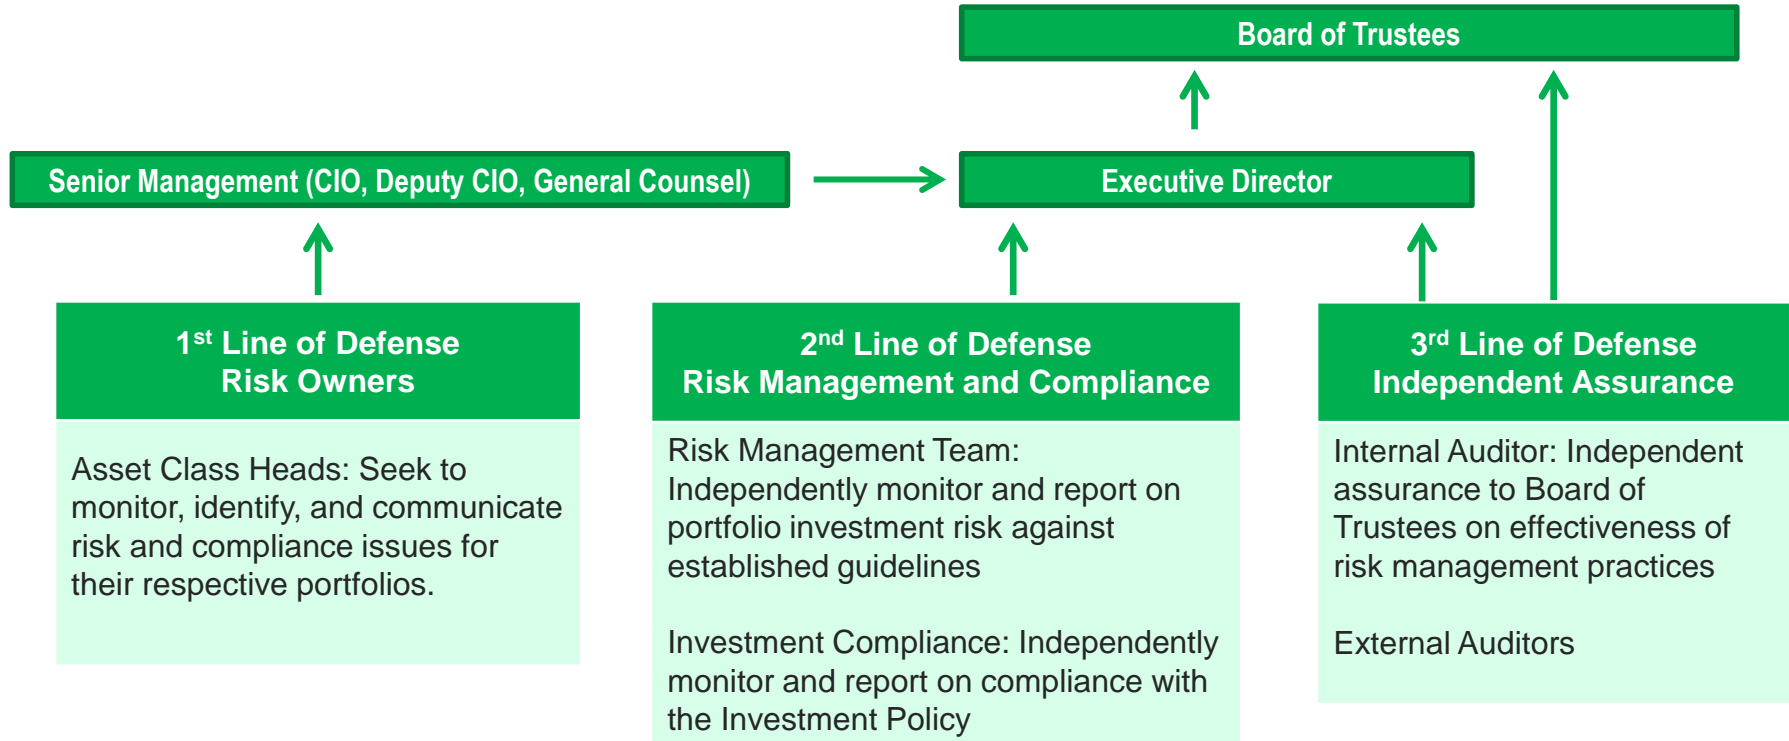 Board of Trustees
Senior Management (CIO, Deputy CIO, General Counsel)
Executive Director
1st Line of Defense
Risk Owners
Asset Class Heads: Seek to
monitor, identify, and communicate
risk and compliance issues for
their respective portfolios.
2nd Line of Defense
Risk Management and Compliance
Risk Management Team:
Independently monitor and report on
portfolio investment risk against
established guidelines
Investment Compliance: Independently
monitor and report on compliance with
the Investment Policy
3rd Line of Defense
Independent Assurance
Internal Auditor: Independent
assurance to Board of
Trustees on effectiveness of
risk management practices
External Auditors